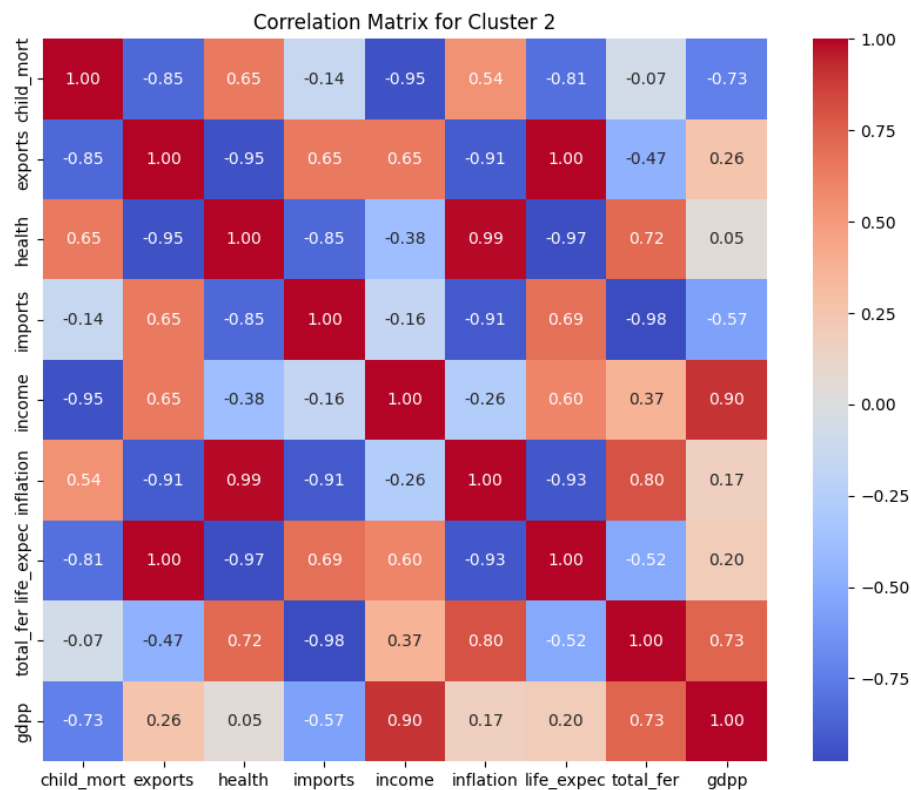 Correlation Matrix for Cluster 2
child_mort 1.00 -0.85 0.65 -0.14 -0.95 0.54 -0.81 -0.07 -0.73
exports -0.85 1.00 -0.95 0.65 0.65 -0.91 1.00 -0.47 0.26
health 0.65 -0.95 1.00 -0.85 -0.38 0.99 -0.97 0.72 0.05
imports -0.14 0.65 -0.85 1.00 -0.16 -0.91 0.69 -0.98 -0.57
income -0.95 0.65 -0.38 -0.16 1.00 -0.26 0.60 0.37 0.90
inflation 0.54 -0.91 0.99 -0.91 -0.26 1.00 -0.93 0.80 0.17
life_expec -0.81 1.00 -0.97 0.69 0.60 -0.93 1.00 -0.52 0.20
total_fer -0.07 -0.47 0.72 -0.98 0.37 0.80 -0.52 1.00 0.73
gdpp -0.73 0.26 0.05 -0.57 0.90 0.17 0.20 0.73 1.00
child_mort exports health imports income inflation life_expec total_fer gdpp
1.00
0.75
0.50
0.25
0.00
−0.25
−0.50
−0.75